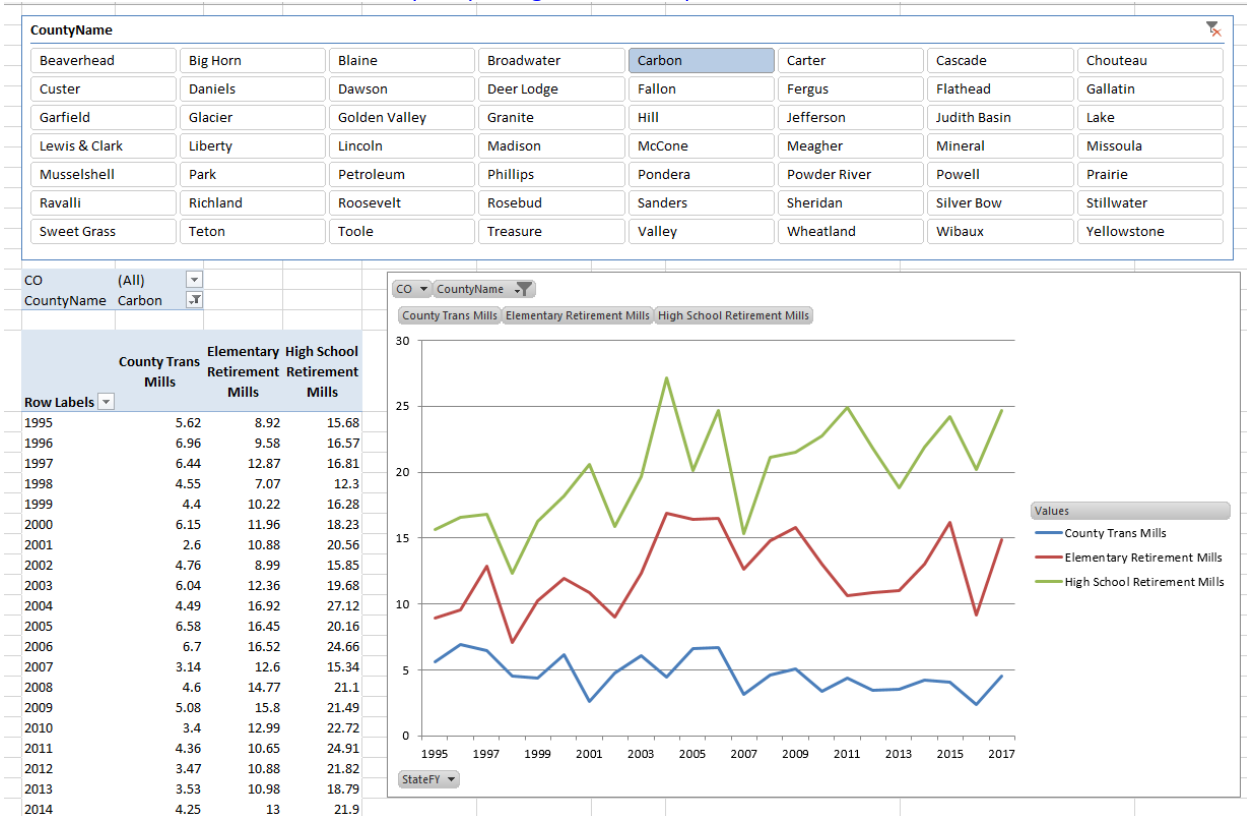 CountyName
Beaverhead Big Horn Blaine Broadwater Carbon Carter Cascade Chouteau
Custer Daniels Dawson Deer Lodge Fallon Fergus Flathead Gallatin
Garfield Glacier Golden Valley Granite Hill Jefferson Judith Basin Lake
Lewis & Clark Liberty Lincoln Madison McCone Meagher Mineral Missoula
Musselshell Park Petroleum Phillips Pondera Powder River Powell Prairie
Ravalli Richland Roosevelt Rosebud Sanders Sheridan Silver Bow Stillwater
Sweet Grass Teton Toole Treasure Valley Wheatland Wibaux Yellowstone
CO (All)
CountyName Carbon
Row Labels
County Trans
Mills
Elementary
Retirement
Mills
High School
Retirement
Mills
1995 5.62 8.92 15.68
1996 6.96 9.58 16.57
1997 6.44 12.87 16.81
1998 4.55 7.07 12.3
1999 4.4 10.22 16.28
2000 6.15 11.96 18.23
2001 2.6 10.88 20.56
2002 4.76 8.99 15.85
2003 6.04 12.36 19.68
2004 4.49 16.92 27.12
2005 6.58 16.45 20.16
2006 6.7 16.52 24.66
2007 3.14 12.6 15.34
2008 4.6 14.77 21.1
2009 5.08 15.8 21.49
2010 3.4 12.99 22.72
2011 4.36 10.65 24.91
2012 3.47 10.88 21.82
2013 3.53 10.98 18.79
2014 4.25 13 21.9
CO CountyName
County Trans Mills Elementary Retirement Mills High School Retirement Mills
30
25
20
15
10
5
0
1995 1997 1999 2001 2003 2005 2007 2009 2011 2013 2015 2017
StateFY
Values
County Trans Mills
Elementary Retirement Mills
High School Retirement Mills